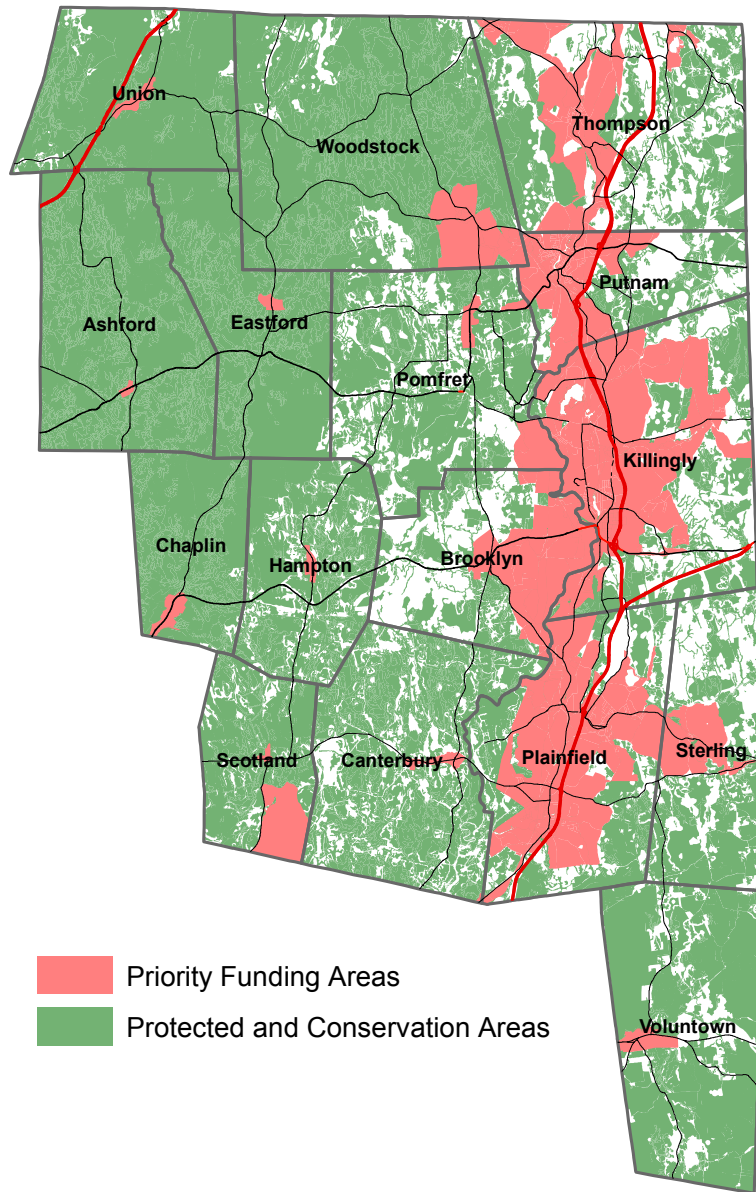 Union
Thompson
Woodstock
Putnam
Ashford
Eastford
Pomfret
Killingly
Chaplin
Hampton
Brooklyn
Scotland
Canterbury
Plainfield
Sterling
Priority Funding Areas
Protected and Conservation Areas
Voluntown